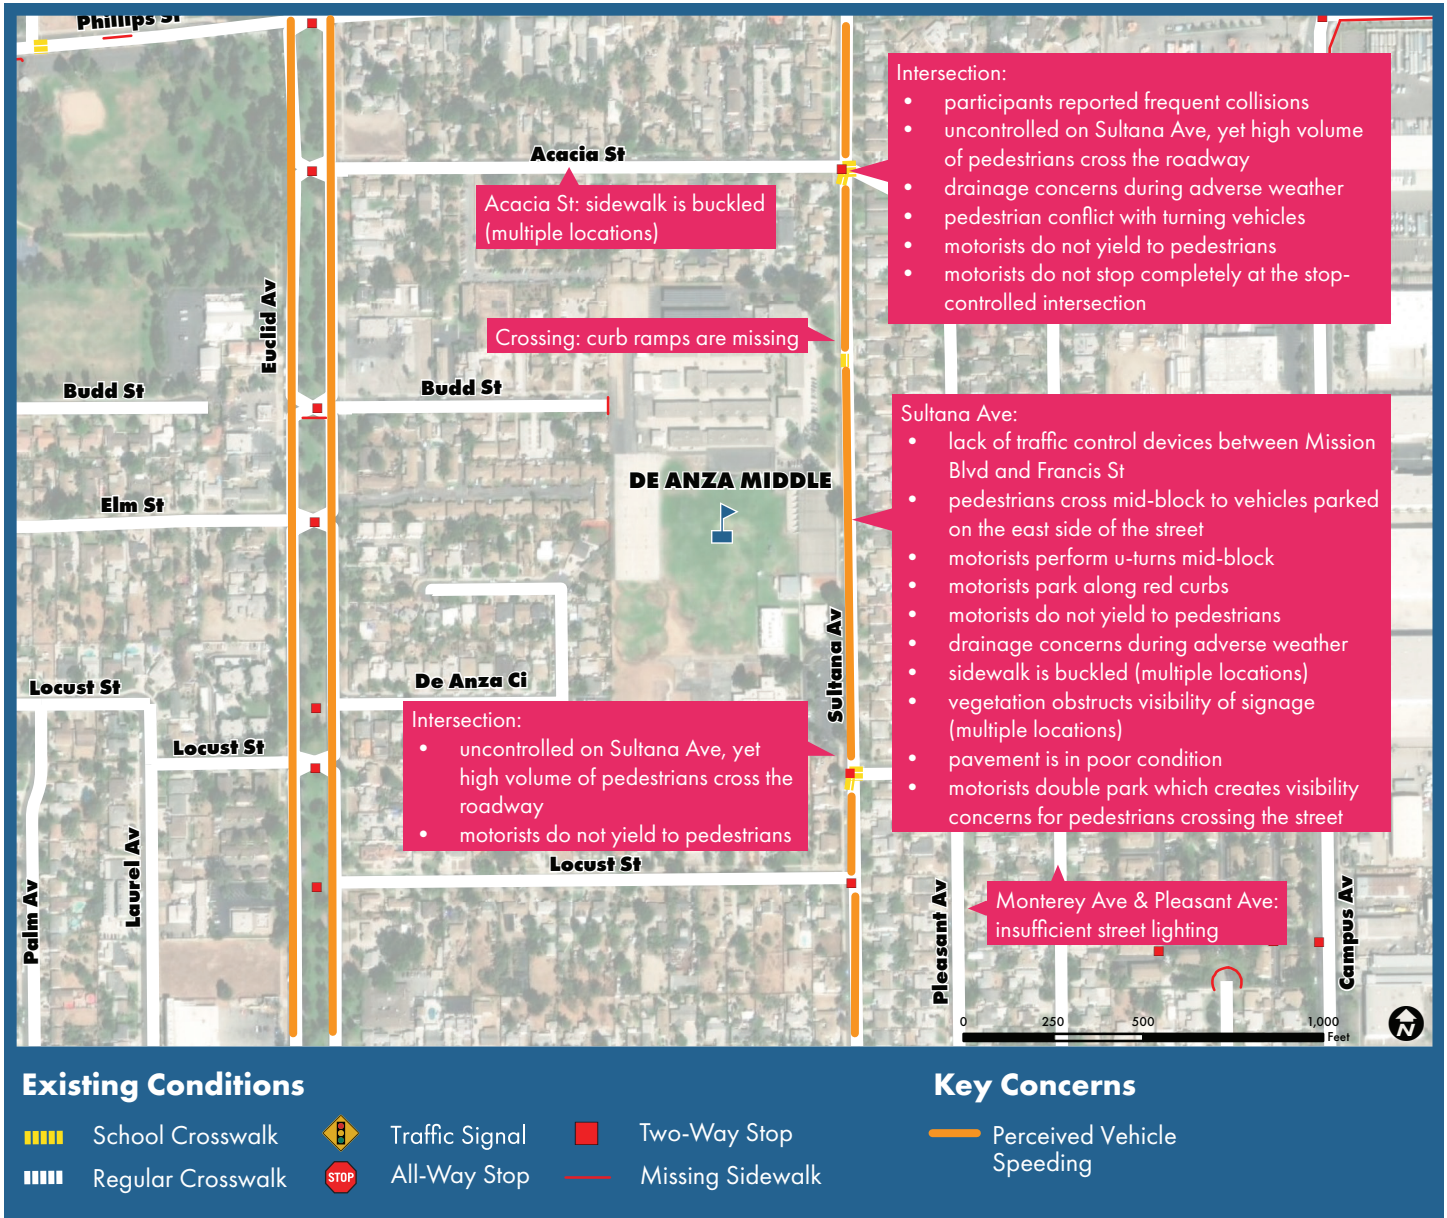 Phillips St
Intersection:
• participants reported frequent collisions
• uncontrolled on Sultana Ave, yet high volume
of pedestrians cross the roadway
• drainage concerns during adverse weather
• pedestrian conflict with turning vehicles
• motorists do not yield to pedestrians
• motorists do not stop completely at the stop-
controlled intersection
Acacia St
Acacia St: sidewalk is buckled
(multiple locations)
Euclid Av
Crossing: curb ramps are missing
Budd St
Budd St
Sultana Ave:
• lack of traffic control devices between Mission
Blvd and Francis St
• pedestrians cross mid-block to vehicles parked
on the east side of the street
• motorists perform u-turns mid-block
• motorists park along red curbs
• motorists do not yield to pedestrians
• drainage concerns during adverse weather
• sidewalk is buckled (multiple locations)
• vegetation obstructs visibility of signage
(multiple locations)
• pavement is in poor condition
• motorists double park which creates visibility
concerns for pedestrians crossing the street
DE ANZA MIDDLE
Elm St
Sultana Av
De Anza Ci
Locust St
Locust St
Intersection:
• uncontrolled on Sultana Ave, yet
high volume of pedestrians cross the
roadway
• motorists do not yield to pedestrians
Locust St
Palm Av
Laurel Av
Pleasant Av
Monterey Ave & Pleasant Ave:
insufficient street lighting
Campus Av
0 250 500 1,000
Feet
N
Existing Conditions
School Crosswalk
Regular Crosswalk
Traffic Signal
STOP All-Way Stop
Two-Way Stop
Missing Sidewalk
Key Concerns
Perceived Vehicle
Speeding